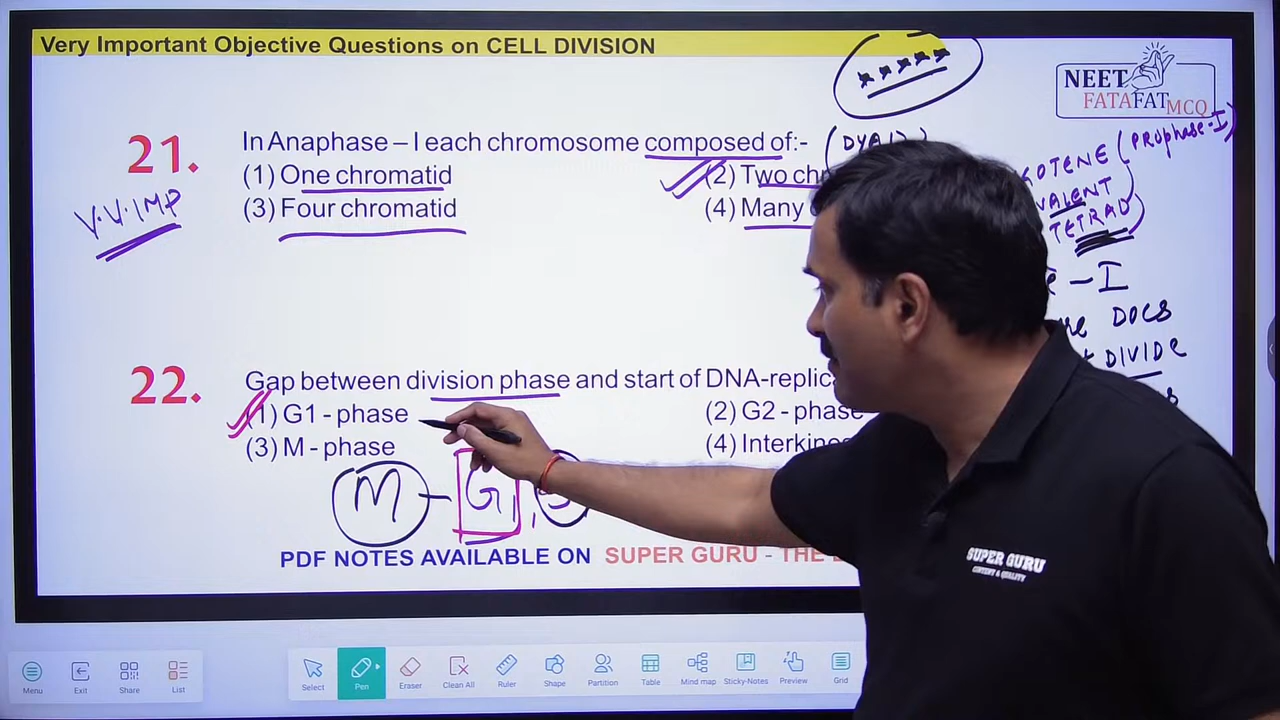 Very Important Objective Questions on CELL DIVISION
NEET
FATAFAT MCQ
21. In Anaphase – I each chromosome composed of:-
(DYAD)
(1) One chromatid
(2) Two
(3) Four chromatid
(4) Many
V.V.IMP
(PROPHASE-I)
TETRAD
- I
DOCS
DIVIDE
22. Gap between division phase and start of
(1) G1 - phase
(2) G2 - phase
(3) M - phase
(4)
M - G1, S
PDF NOTES AVAILABLE ON SUPER GURU - THE
SUPER GURU
CONTENT & QUALITY
Menu
Exit
Share
List
Select
Pen
Eraser
Clean All
Ruler
Shape
Partition
Table
Mind map
Sticky-Notes
Preview
Grid